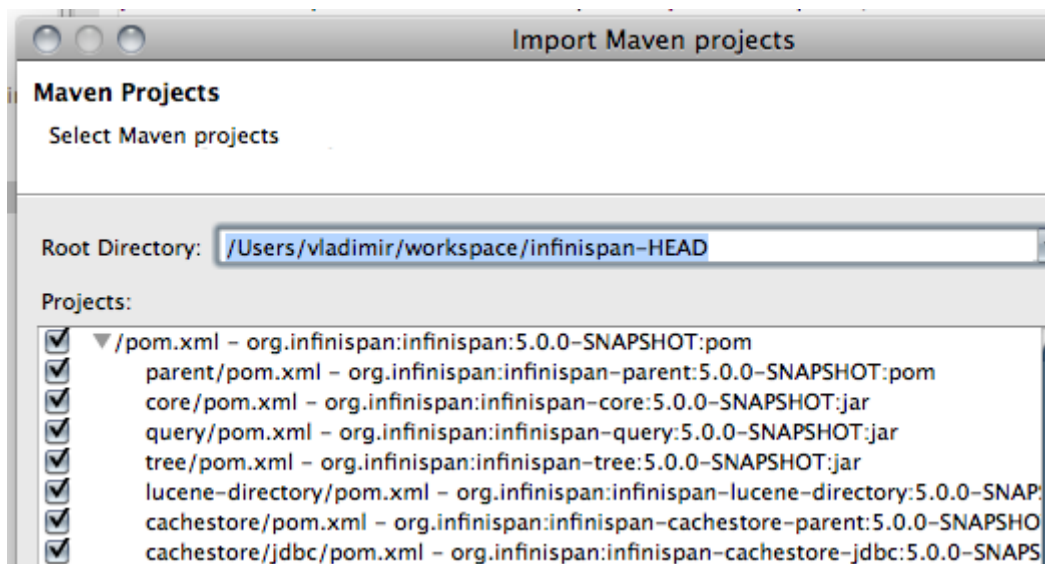 Import Maven projects
Maven Projects
Select Maven projects
Root Directory: /Users/vladimir/workspace/infinispan-HEAD
Projects:
/pom.xml – org.infinispan:infinispan:5.0.0-SNAPSHOT:pom
parent/pom.xml – org.infinispan:infinispan-parent:5.0.0-SNAPSHOT:pom
core/pom.xml – org.infinispan:infinispan-core:5.0.0-SNAPSHOT:jar
query/pom.xml – org.infinispan:infinispan-query:5.0.0-SNAPSHOT:jar
tree/pom.xml – org.infinispan:infinispan-tree:5.0.0-SNAPSHOT:jar
lucene-directory/pom.xml – org.infinispan:infinispan-lucene-directory:5.0.0-SNAP
cachestore/pom.xml – org.infinispan:infinispan-cachestore-parent:5.0.0-SNAPSHO
cachestore/jdbc/pom.xml – org.infinispan:infinispan-cachestore-jdbc:5.0.0-SNAPS